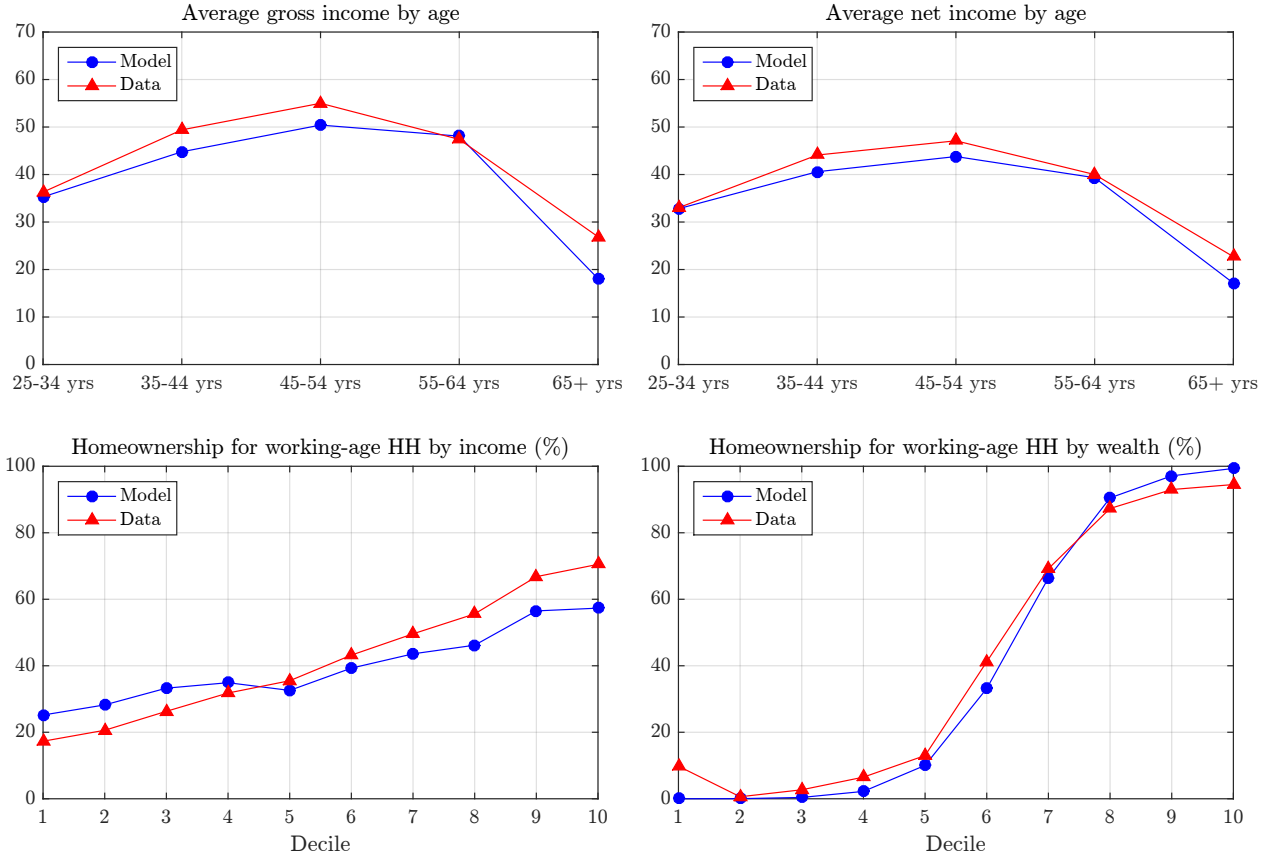 Average gross income by age
70
60
50
40
30
20
10
0
Model
Data
25-34 yrs 35-44 yrs 45-54 yrs 55-64 yrs 65+ yrs
Average net income by age
70
60
50
40
30
20
10
0
Model
Data
25-34 yrs 35-44 yrs 45-54 yrs 55-64 yrs 65+ yrs
Homeownership for working-age HH by income (%)
100
80
60
40
20
0
Model
Data
1 2 3 4 5 6 7 8 9 10
Decile
Homeownership for working-age HH by wealth (%)
100
80
60
40
20
0
Model
Data
1 2 3 4 5 6 7 8 9 10
Decile